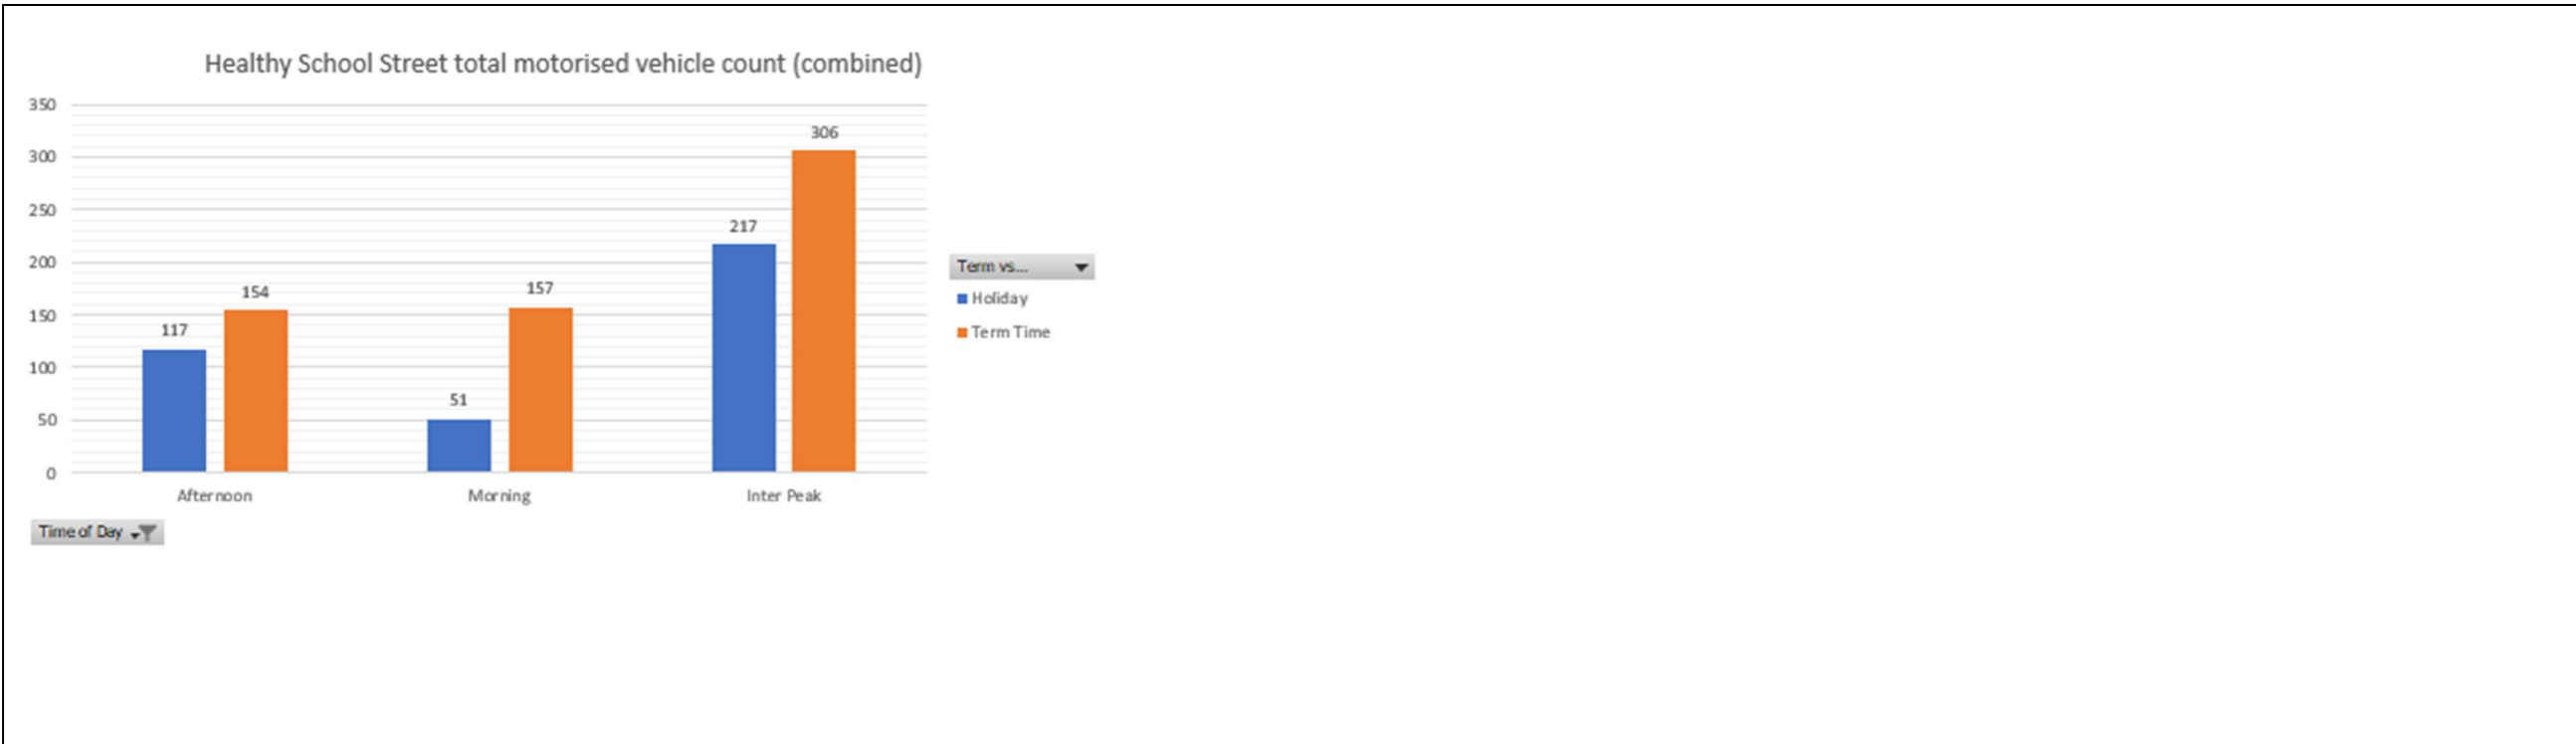 Healthy School Street total motorised vehicle count (combined)
350
300
250
200
150
100
50
0
117
154
51
157
217
306
Afternoon
Morning
Inter Peak
Time of Day
Term vs...
Holiday
Term Time